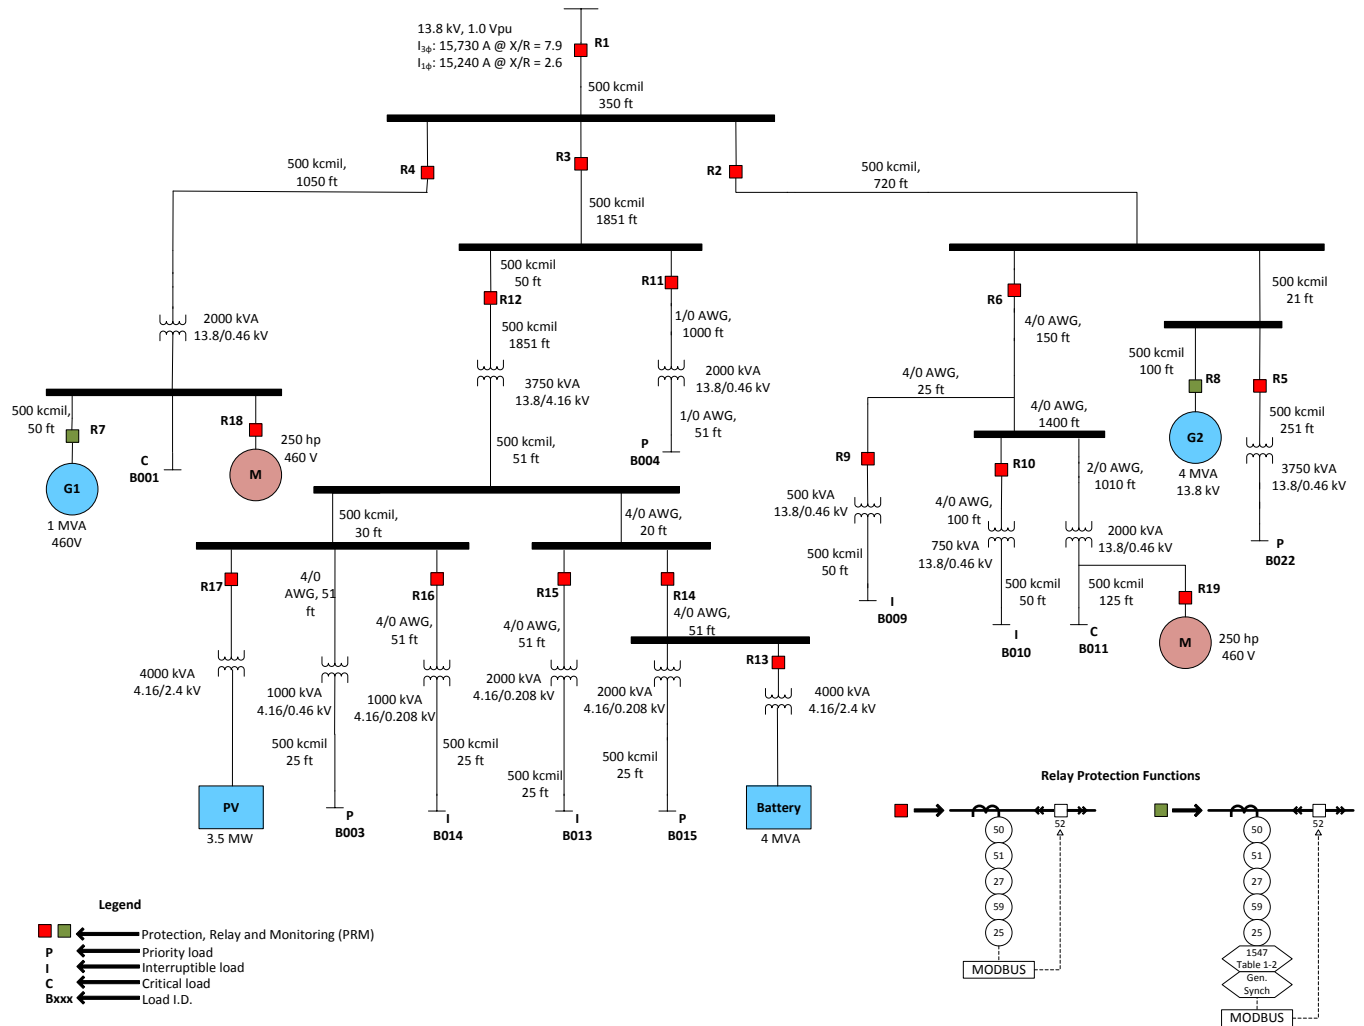 13.8 kV, 1.0 Vpu
I3ϕ: 15,730 A @ X/R = 7.9
I1ϕ: 15,240 A @ X/R = 2.6
R1
500 kcmil
350 ft
R4
R3
R2
500 kcmil,
1050 ft
500 kcmil
1851 ft
500 kcmil
720 ft
2000 kVA
13.8/0.46 kV
500 kcmil
50 ft
R12
500 kcmil
1851 ft
3750 kVA
13.8/4.16 kV
500 kcmil,
51 ft
R11
1/0 AWG,
1000 ft
2000 kVA
13.8/0.46 kV
1/0 AWG,
51 ft
P
B004
R6
4/0 AWG,
150 ft
4/0 AWG,
25 ft
4/0 AWG,
1400 ft
500 kcmil
21 ft
500 kcmil
100 ft
R8
R5
G2
4 MVA
13.8 kV
500 kcmil
251 ft
3750 kVA
13.8/0.46 kV
P
B022
500 kcmil,
50 ft
R7
G1
1 MVA
460V
C
B001
R18
M
250 hp
460 V
R9
500 kVA
13.8/0.46 kV
500 kcmil
50 ft
I
B009
R10
4/0 AWG,
100 ft
750 kVA
13.8/0.46 kV
500 kcmil
50 ft
I
B010
2/0 AWG,
1010 ft
2000 kVA
13.8/0.46 kV
500 kcmil
125 ft
C
B011
R19
M
250 hp
460 V
500 kcmil,
30 ft
4/0 AWG,
20 ft
R17
4000 kVA
4.16/2.4 kV
PV
3.5 MW
4/0
AWG, 51
ft
1000 kVA
4.16/0.46 kV
500 kcmil
25 ft
P
B003
R16
4/0 AWG,
51 ft
1000 kVA
4.16/0.208 kV
500 kcmil
25 ft
I
B014
R15
4/0 AWG,
51 ft
2000 kVA
4.16/0.208 kV
500 kcmil
25 ft
I
B013
R14
4/0 AWG,
51 ft
2000 kVA
4.16/0.208 kV
500 kcmil
25 ft
P
B015
R13
4000 kVA
4.16/2.4 kV
Battery
4 MVA
Relay Protection Functions
52
50
51
27
59
25
MODBUS
52
50
51
27
59
25
1547
Table 1-2
Gen.
Synch
MODBUS
Legend
Protection, Relay and Monitoring (PRM)
P Priority load
I Interruptible load
C Critical load
Bxxx Load I.D.